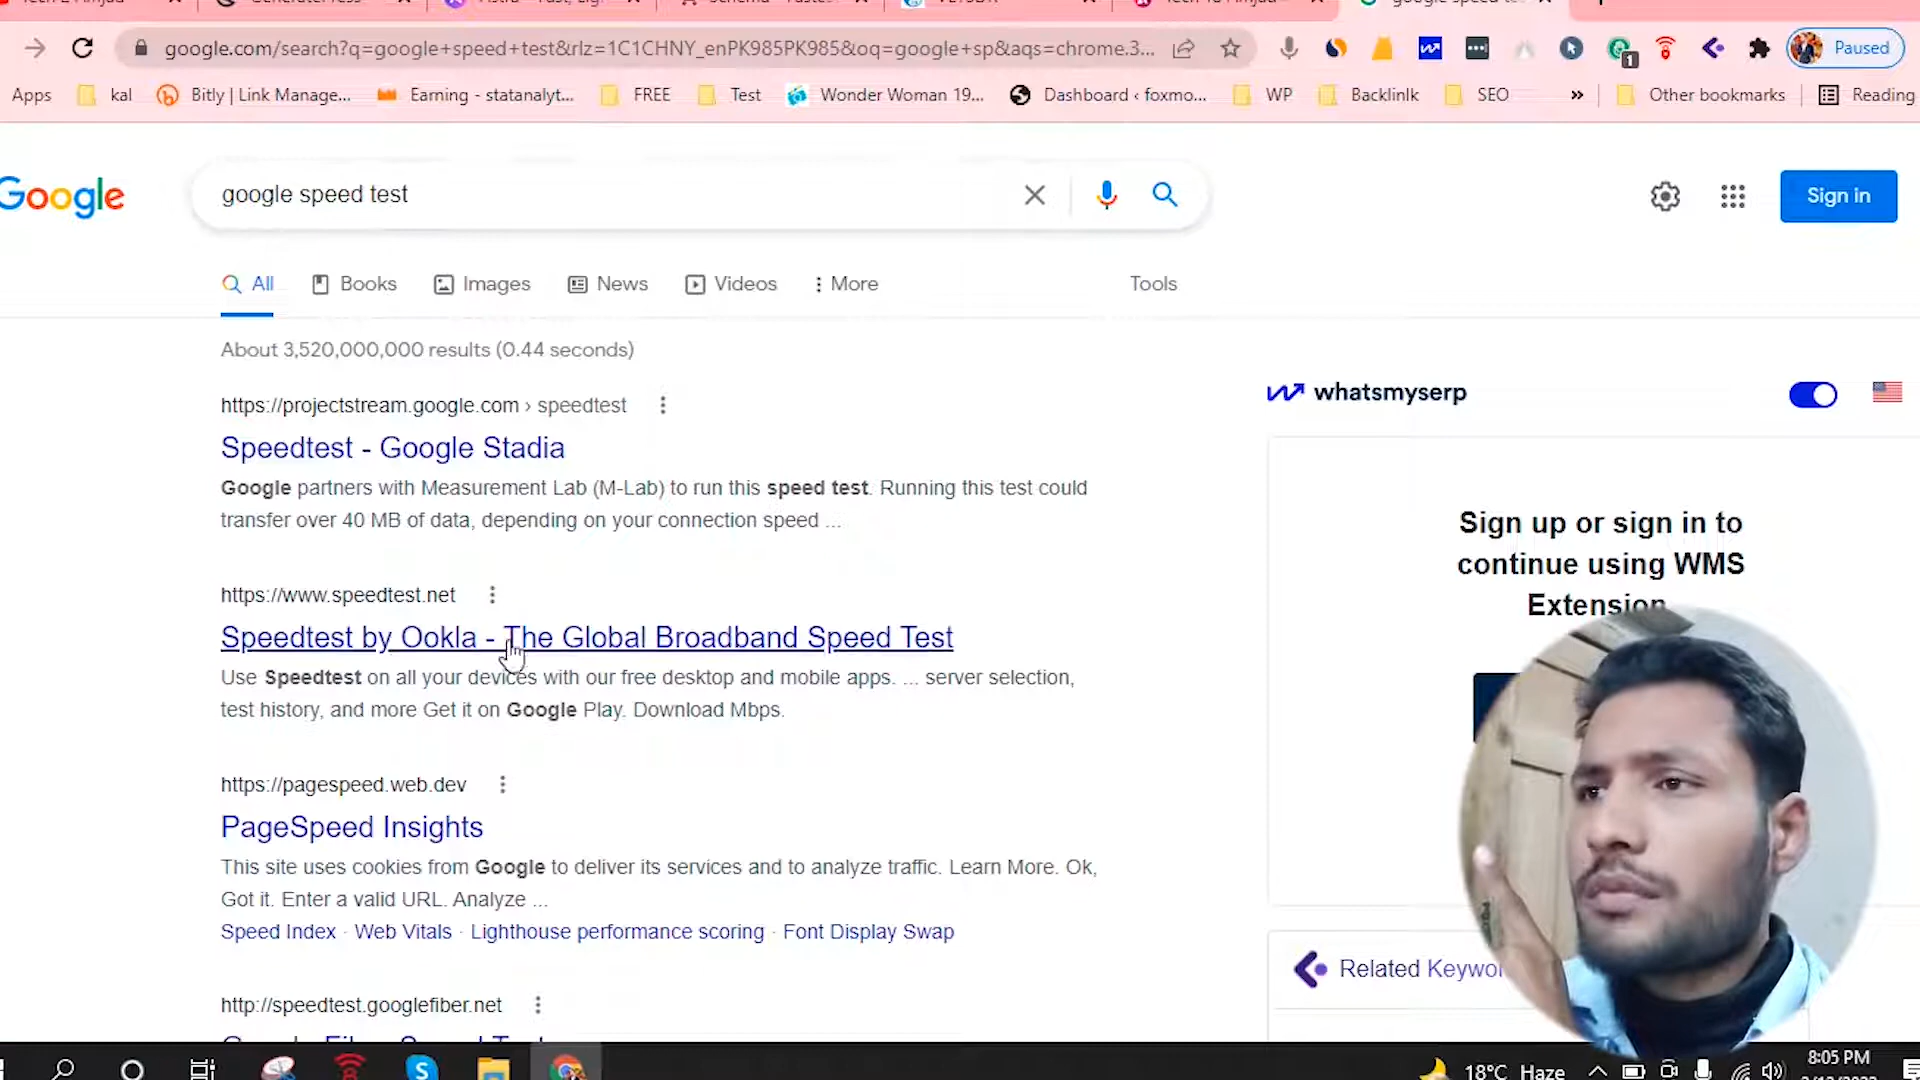 google.com/search?q=google+speed+test&rlz=1C1CHNY_enPK985PK985&oq=google+sp&aqs=chrome.3...
Paused
Apps
kal
Bitly | Link Manage...
Earning - statanalyt...
FREE
Test
Wonder Woman 19...
Dashboard ‹ foxmo...
WP
Backlinlk
SEO
»
Other bookmarks
Reading
Google
google speed test
Sign in
All
Books
Images
News
Videos
More
Tools
About 3,520,000,000 results (0.44 seconds)
https://projectstream.google.com › speedtest
Speedtest - Google Stadia
Google partners with Measurement Lab (M-Lab) to run this speed test. Running this test could
transfer over 40 MB of data, depending on your connection speed ...
https://www.speedtest.net
Speedtest by Ookla - The Global Broadband Speed Test
Use Speedtest on all your devices with our free desktop and mobile apps. ... server selection,
test history, and more Get it on Google Play. Download Mbps.
https://pagespeed.web.dev
PageSpeed Insights
This site uses cookies from Google to deliver its services and to analyze traffic. Learn More. Ok,
Got it. Enter a valid URL. Analyze ...
Speed Index · Web Vitals · Lighthouse performance scoring · Font Display Swap
http://speedtest.googlefiber.net
whatsmyserp
Sign up or sign in to
continue using WMS
Extension
Related Keywor
18°C Haze
8:05 PM